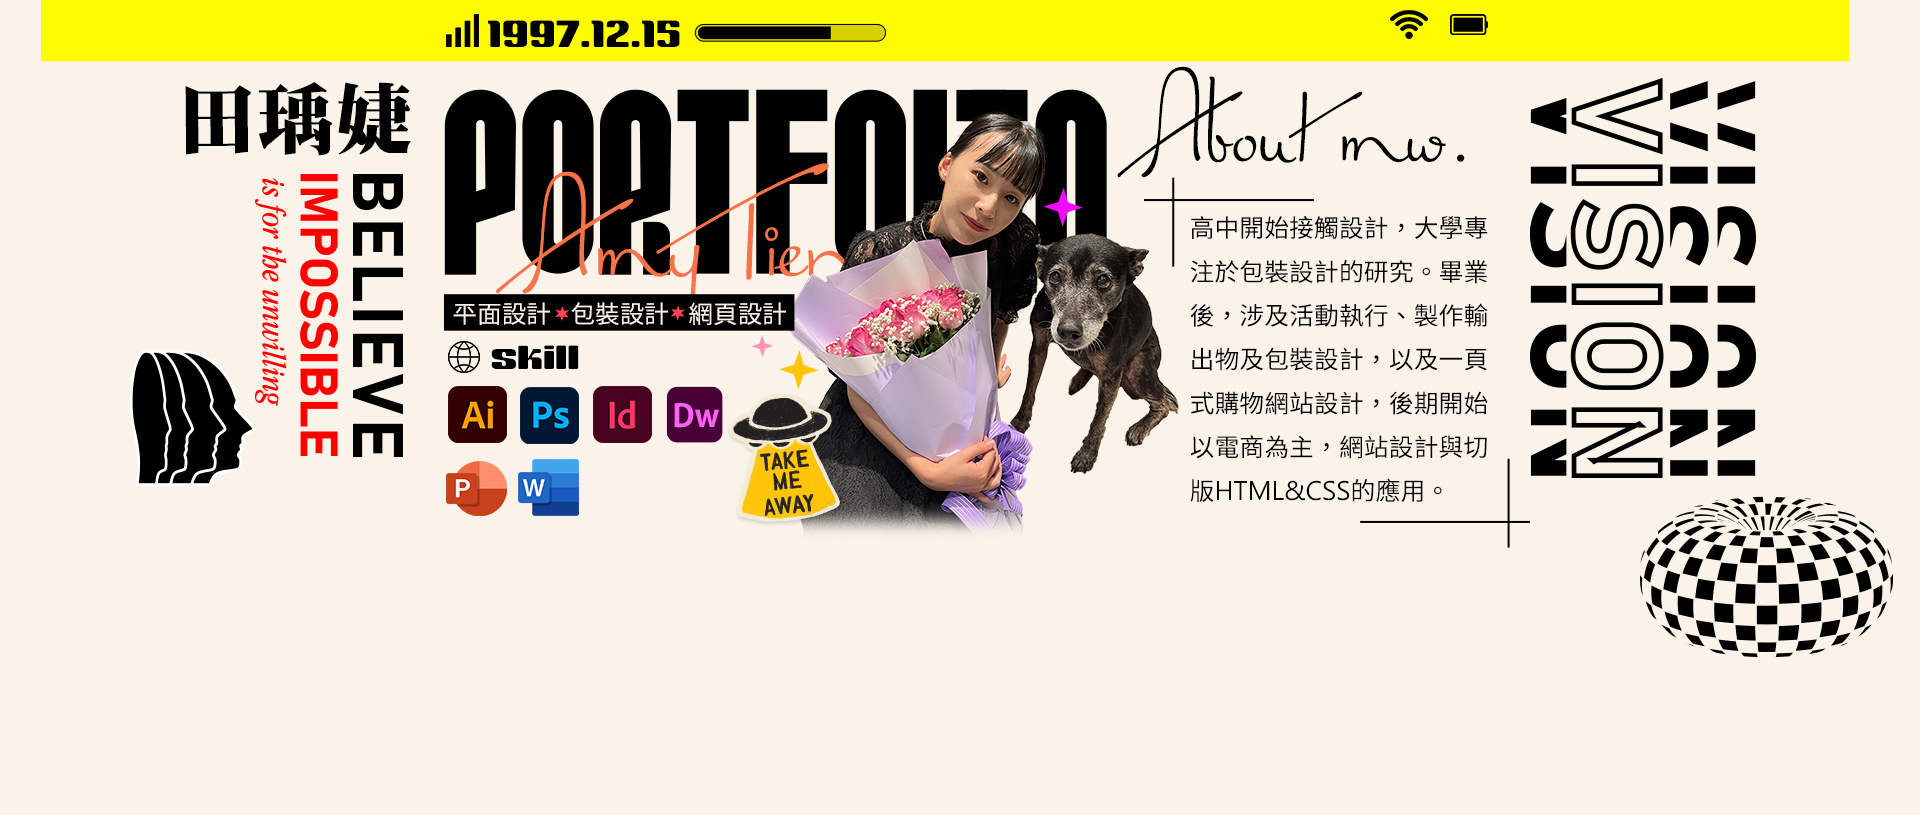 1997.12.15
田瑀婕
BELIEVE
IMPOSSIBLE
is for the unwilling
PORTFOLIO
Amy Tien
平面設計★包裝設計★網頁設計
skill
Ai Ps Id Dw
P W
TAKE
ME
AWAY
About me.
高中開始接觸設計，大學專
注於包裝設計的研究。畢業
後，涉及活動執行、製作輸
出物及包裝設計，以及一頁
式購物網站設計，後期開始
以電商為主，網站設計與切
版HTML&CSS的應用。
VISION
VISION
VISION